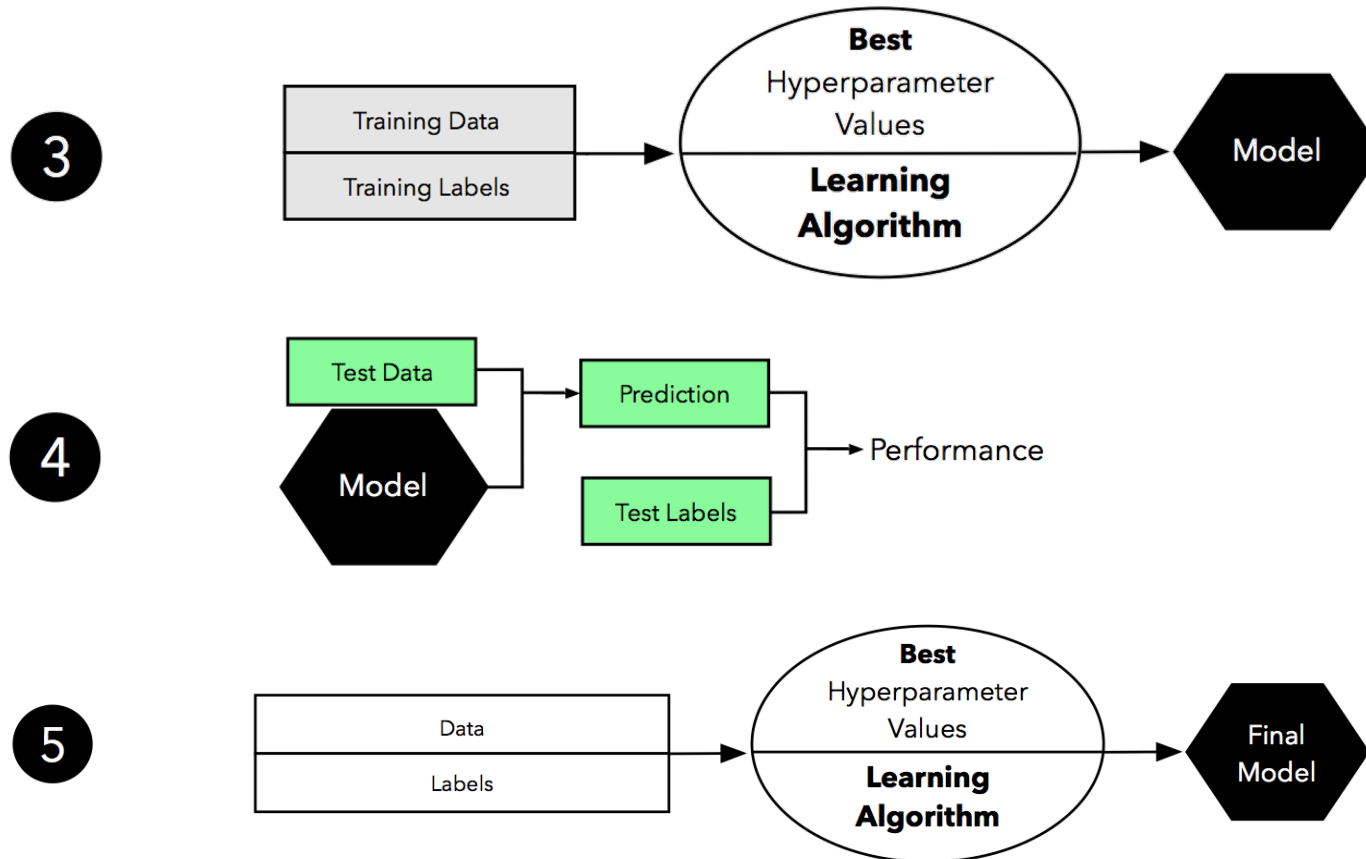 3
Training Data
Training Labels
Best
Hyperparameter
Values
Learning
Algorithm
Model
4
Test Data
Model
Prediction
Test Labels
Performance
5
Data
Labels
Best
Hyperparameter
Values
Learning
Algorithm
Final
Model